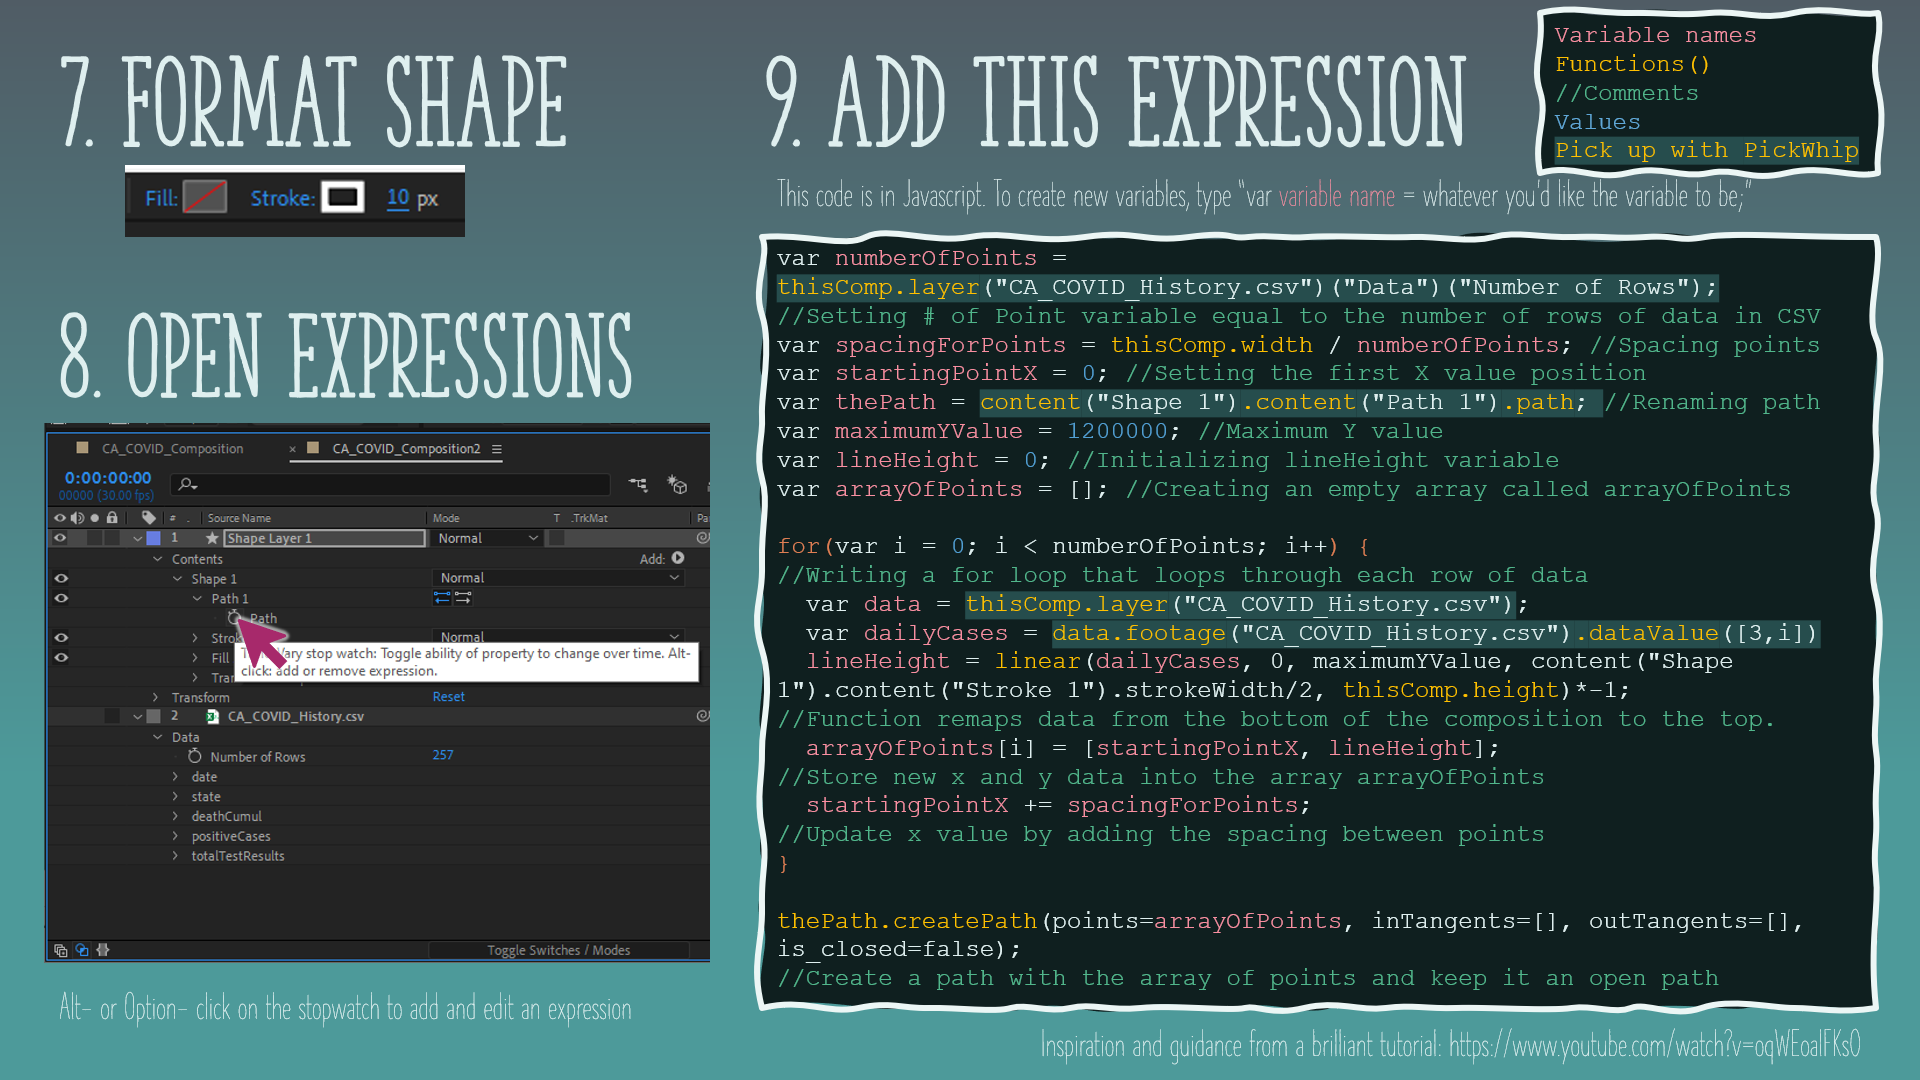 7. FORMAT SHAPE
Fill: Stroke: 10 px
8. OPEN EXPRESSIONS
CA_COVID_Composition × CA_COVID_Composition2
0:00:00:00
00000 (30.00 fps)
# . Source Name Mode T .TrkMat
1 Shape Layer 1 Normal
Contents Add:
Shape 1 Normal
Path 1
Path
Normal
Vary stop watch: Toggle ability of property to change over time. Alt-
Fill click: add or remove expression.
Transform Reset
2 CA_COVID_History.csv
Data
Number of Rows 257
date
state
deathCumul
positiveCases
totalTestResults
Toggle Switches / Modes
Alt- or Option- click on the stopwatch to add and edit an expression
9. ADD THIS EXPRESSION
Variable names
Functions()
//Comments
Values
Pick up with PickWhip
This code is in Javascript. To create new variables, type "var variable name = whatever you'd like the variable to be;"
var numberOfPoints =
thisComp.layer("CA_COVID_History.csv")("Data")("Number of Rows");
//Setting # of Point variable equal to the number of rows of data in CSV
var spacingForPoints = thisComp.width / numberOfPoints; //Spacing points
var startingPointX = 0; //Setting the first X value position
var thePath = content("Shape 1").content("Path 1").path; //Renaming path
var maximumYValue = 1200000; //Maximum Y value
var lineHeight = 0; //Initializing lineHeight variable
var arrayOfPoints = []; //Creating an empty array called arrayOfPoints
for(var i = 0; i < numberOfPoints; i++) {
//Writing a for loop that loops through each row of data
var data = thisComp.layer("CA_COVID_History.csv");
var dailyCases = data.footage("CA_COVID_History.csv").dataValue([3,i])
lineHeight = linear(dailyCases, 0, maximumYValue, content("Shape
1").content("Stroke 1").strokeWidth/2, thisComp.height)*-1;
//Function remaps data from the bottom of the composition to the top.
arrayOfPoints[i] = [startingPointX, lineHeight];
//Store new x and y data into the array arrayOfPoints
startingPointX += spacingForPoints;
//Update x value by adding the spacing between points
}
thePath.createPath(points=arrayOfPoints, inTangents=[], outTangents=[],
is_closed=false);
//Create a path with the array of points and keep it an open path
Inspiration and guidance from a brilliant tutorial: https://www.youtube.com/watch?v=oqWEoalFKsO